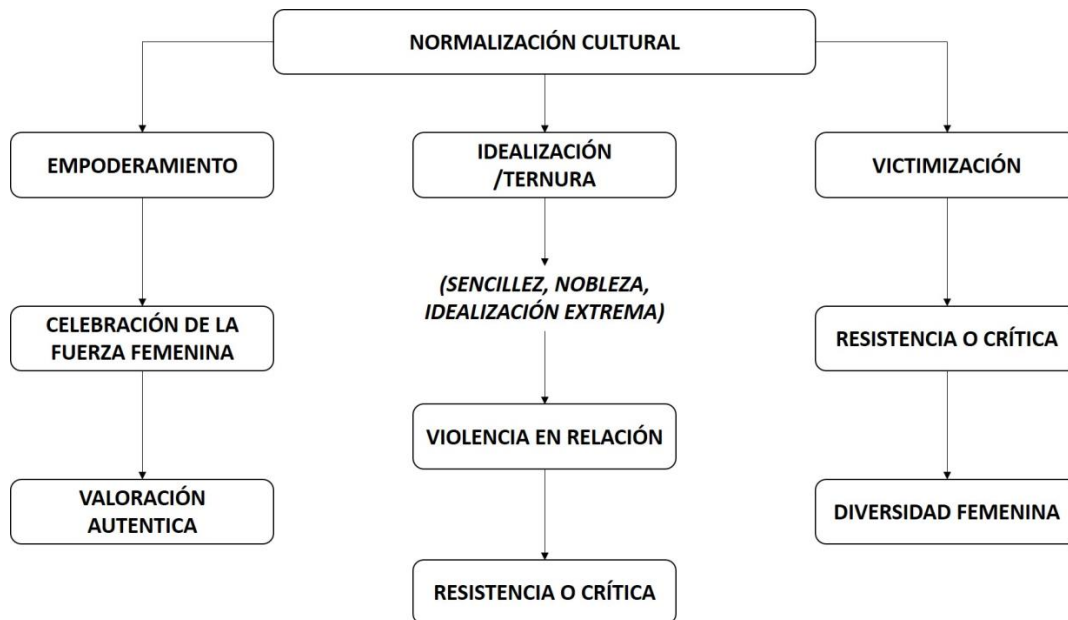 NORMALIZACIÓN CULTURAL
EMPODERAMIENTO
IDEALIZACIÓN
/TERNURA
VICTIMIZACIÓN
(SENCILLEZ, NOBLEZA,
IDEALIZACIÓN EXTREMA)
CELEBRACIÓN DE LA
FUERZA FEMENINA
RESISTENCIA O CRÍTICA
VIOLENCIA EN RELACIÓN
VALORACIÓN
AUTENTICA
DIVERSIDAD FEMENINA
RESISTENCIA O CRÍTICA